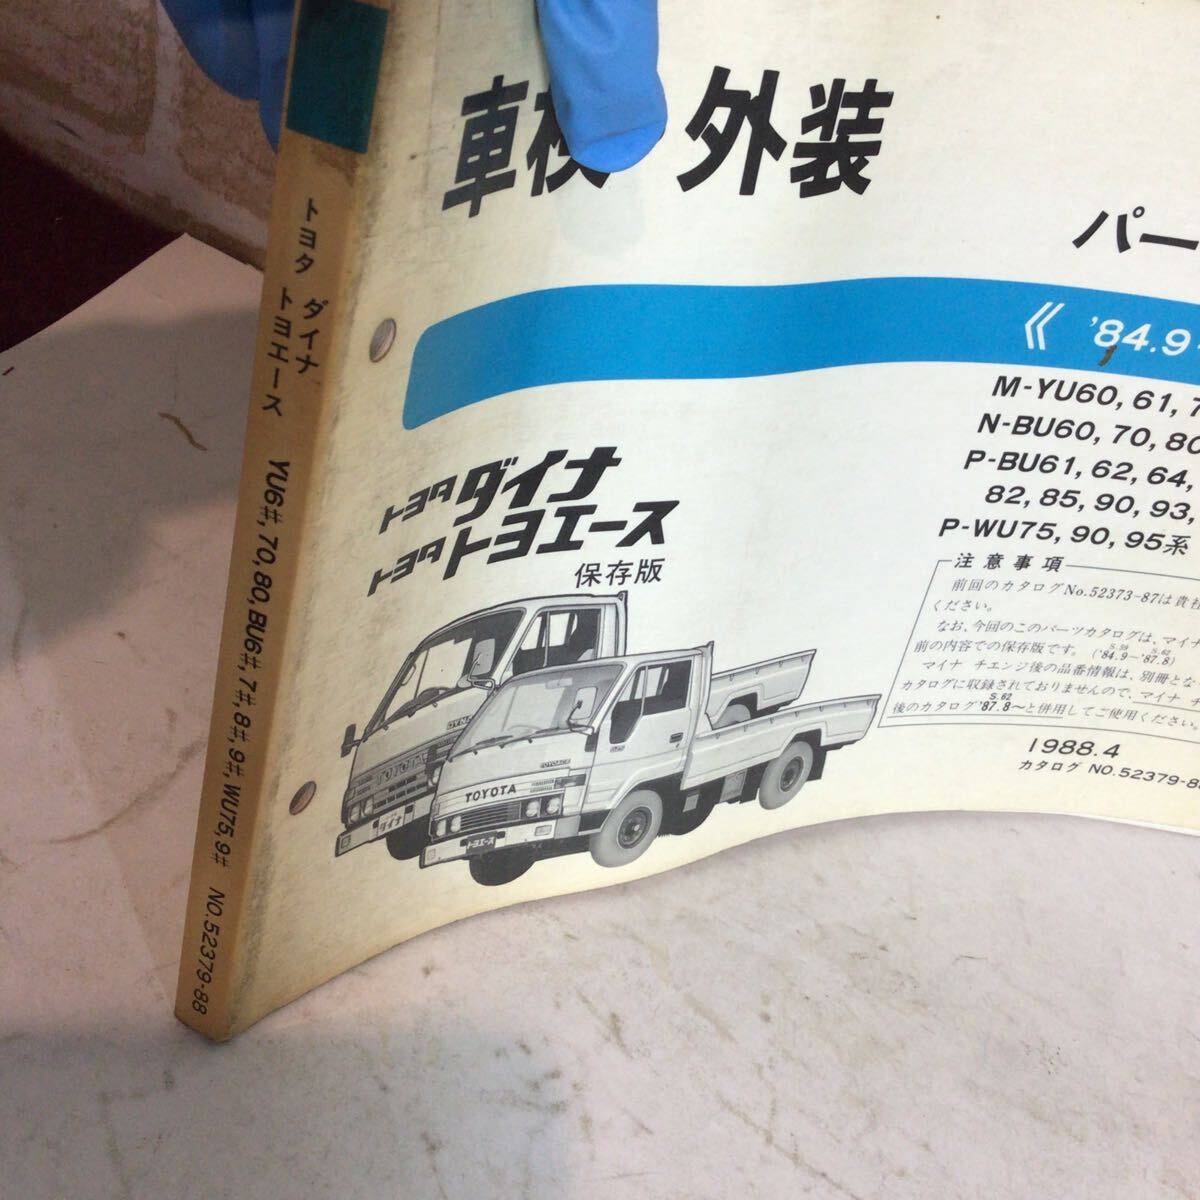 車検 外装
パー
《 '84.9
M-YU60, 61, 7
N-BU60, 70, 80
P-BU61, 62, 64,
82, 85, 90, 93,
P-WU75, 90, 95系
トヨタ ダイナ
トヨタ トヨエース
保存版
注意事項
前回のカタログNo.52373-87は貴社
ください。
なお、今回のこのパーツカタログは、マイナ
前の内容での保存版です。('84.9～'87.8)
S.59 S.62
マイナ チェンジ後の品番情報は、別冊となっ
カタログに収録されておりませんので、マイナ チ
S.62
後のカタログ'87.8～と併用してご使用ください。
1988.4
カタログ NO.52379-88
DYN
TOYOTA
ダイナ
TOYOACE
TOYOTA
トヨエース
トヨタ ダイナ
トヨエース
YU6#, 70, 80, BU6#, 7#, 8#, 9#, WU75, 9#
NO.52379-88